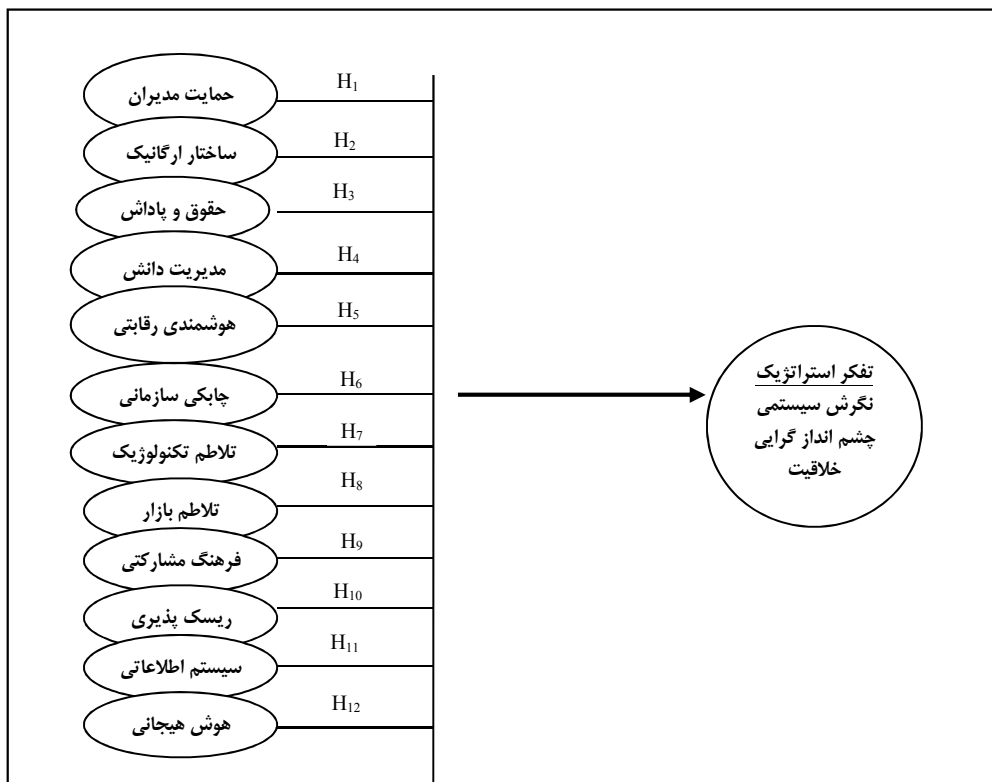 حمایت مدیران
H1
ساختار ارگانیک
H2
حقوق و پاداش
H3
مدیریت دانش
H4
هوشمندی رقابتی
H5
چابکی سازمانی
H6
تلاطم تکنولوژیک
H7
تلاطم بازار
H8
فرهنگ مشارکتی
H9
ریسک پذیری
H10
سیستم اطلاعاتی
H11
هوش هیجانی
H12
تفکر استراتژیک
نگرش سیستمی
چشم انداز گرایی
خلاقیت